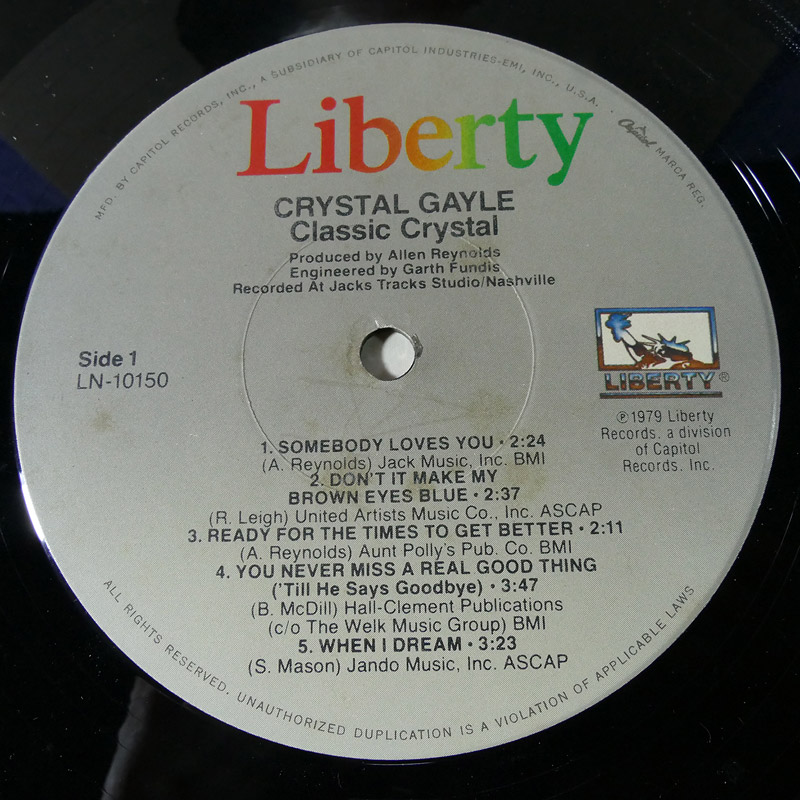 MFD. BY CAPITOL RECORDS, INC., A SUBSIDIARY OF CAPITOL INDUSTRIES-EMI, INC., U.S.A. · Capitol MARCA REG.
Liberty
CRYSTAL GAYLE
Classic Crystal
Produced by Allen Reynolds
Engineered by Garth Fundis
Recorded At Jacks Tracks Studio/Nashville
Side 1
LN-10150
LIBERTY®
℗1979 Liberty
Records. a division
of Capitol
Records. Inc.
1. SOMEBODY LOVES YOU • 2:24
(A. Reynolds) Jack Music, Inc. BMI
2. DON'T IT MAKE MY
BROWN EYES BLUE • 2:37
(R. Leigh) United Artists Music Co., Inc. ASCAP
3. READY FOR THE TIMES TO GET BETTER • 2:11
(A. Reynolds) Aunt Polly's Pub. Co. BMI
4. YOU NEVER MISS A REAL GOOD THING
('Till He Says Goodbye) • 3:47
(B. McDill) Hall-Clement Publications
(c/o The Welk Music Group) BMI
5. WHEN I DREAM • 3:23
(S. Mason) Jando Music, Inc. ASCAP
ALL RIGHTS RESERVED. UNAUTHORIZED DUPLICATION IS A VIOLATION OF APPLICABLE LAWS